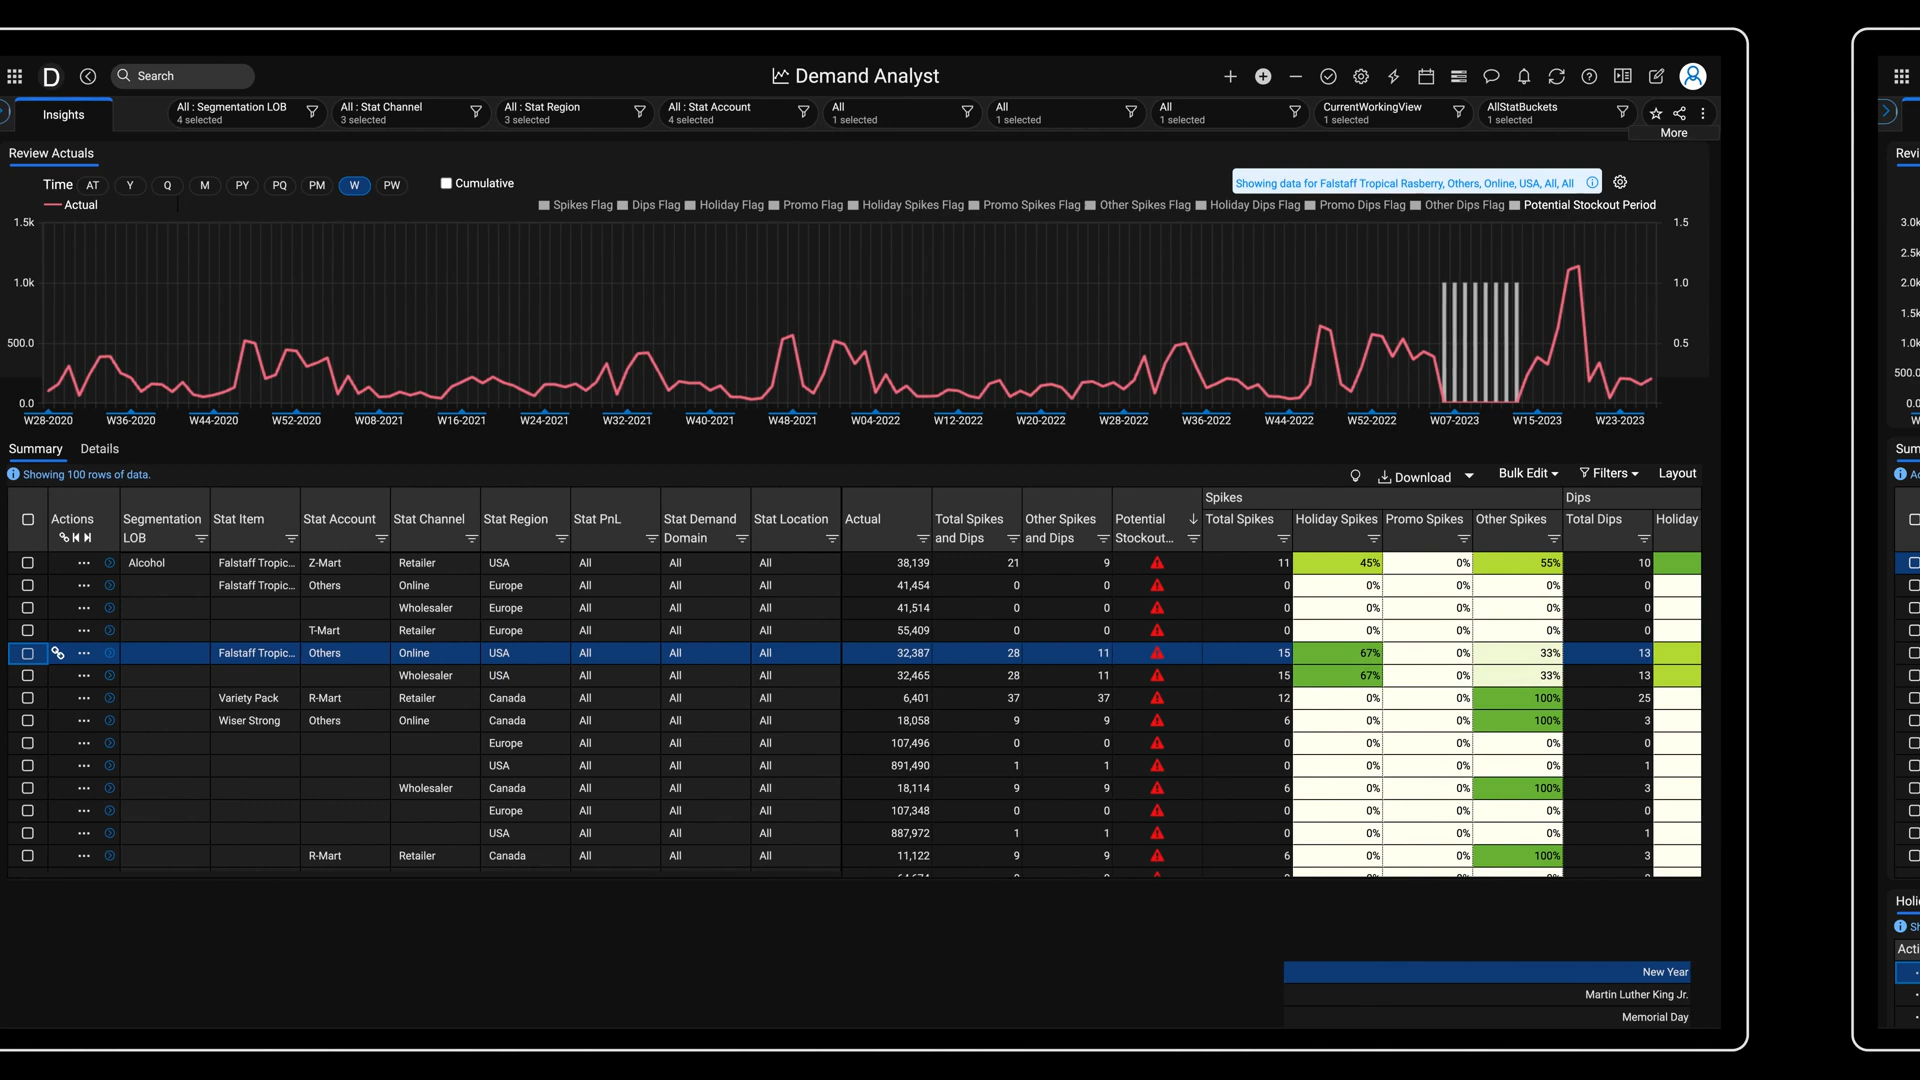 D
Search
Demand Analyst
Insights
All : Segmentation LOB
4 selected
All : Stat Channel
3 selected
All : Stat Region
3 selected
All : Stat Account
4 selected
All
1 selected
All
1 selected
All
1 selected
CurrentWorkingView
1 selected
AllStatBuckets
1 selected
More
Review Actuals
Time AT Y Q M PY PQ PM W PW Cumulative
Showing data for Falstaff Tropical Rasberry, Others, Online, USA, All, All
Actual
Spikes Flag Dips Flag Holiday Flag Promo Flag Holiday Spikes Flag Promo Spikes Flag Other Spikes Flag Holiday Dips Flag Promo Dips Flag Other Dips Flag Potential Stockout Period
1.5k 1.5
1.0k 1.0
500.0 0.5
0.0
W28-2020 W36-2020 W44-2020 W52-2020 W08-2021 W16-2021 W24-2021 W32-2021 W40-2021 W48-2021 W04-2022 W12-2022 W20-2022 W28-2022 W36-2022 W44-2022 W52-2022 W07-2023 W15-2023 W23-2023
Summary Details
Showing 100 rows of data.
Download Bulk Edit Filters Layout
Spikes Dips
Actions Segmentation LOB Stat Item Stat Account Stat Channel Stat Region Stat PnL Stat Demand Domain Stat Location Actual Total Spikes and Dips Other Spikes and Dips Potential Stockout... Total Spikes Holiday Spikes Promo Spikes Other Spikes Total Dips Holiday
Alcohol Falstaff Tropic... Z-Mart Retailer USA All All All 38,139 21 9 11 45% 0% 55% 10
Falstaff Tropic... Others Online Europe All All All 41,454 0 0 0 0% 0% 0% 0
Wholesaler Europe All All All 41,514 0 0 0 0% 0% 0% 0
T-Mart Retailer Europe All All All 55,409 0 0 0 0% 0% 0% 0
Falstaff Tropic... Others Online USA All All All 32,387 28 11 15 67% 0% 33% 13
Wholesaler USA All All All 32,465 28 11 15 67% 0% 33% 13
Variety Pack R-Mart Retailer Canada All All All 6,401 37 37 12 0% 0% 100% 25
Wiser Strong Others Online Canada All All All 18,058 9 9 6 0% 0% 100% 3
Europe All All All 107,496 0 0 0 0% 0% 0% 0
USA All All All 891,490 1 1 0 0% 0% 0% 1
Wholesaler Canada All All All 18,114 9 9 6 0% 0% 100% 3
Europe All All All 107,348 0 0 0 0% 0% 0% 0
USA All All All 887,972 1 1 0 0% 0% 0% 1
R-Mart Retailer Canada All All All 11,122 9 9 6 0% 0% 100% 3
New Year
Martin Luther King Jr.
Memorial Day
Revi
3.0k
2.5k
2.0k
1.5k
1.0k
500.0
0.0
W
Sum
Ac
Holi
Sh
Acti